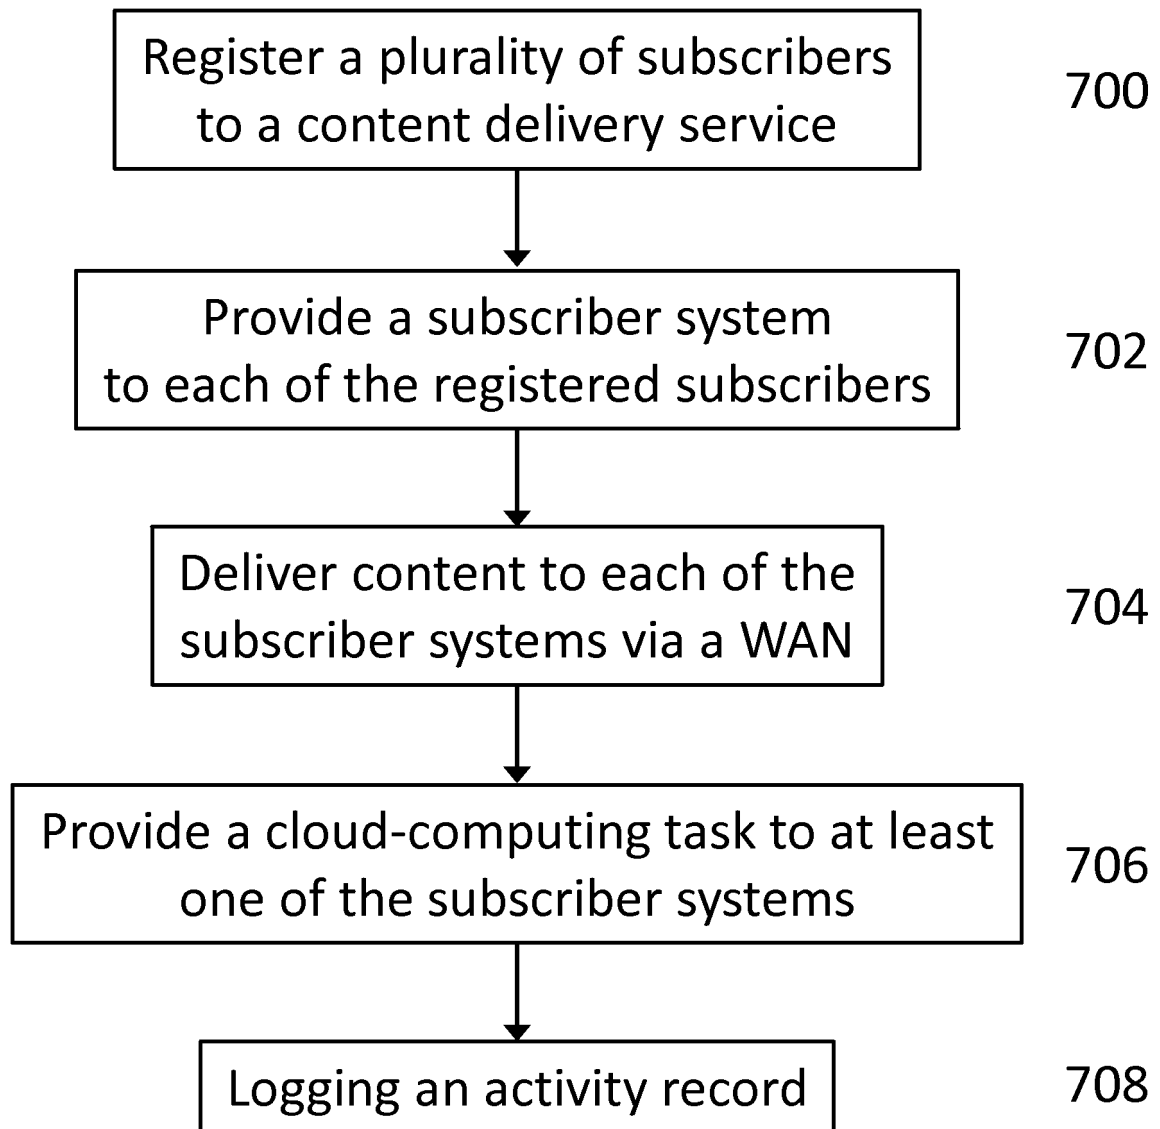 Register a plurality of subscribers
to a content delivery service
700
Provide a subscriber system
to each of the registered subscribers
702
Deliver content to each of the
subscriber systems via a WAN
704
Provide a cloud-computing task to at least
one of the subscriber systems
706
Logging an activity record
708